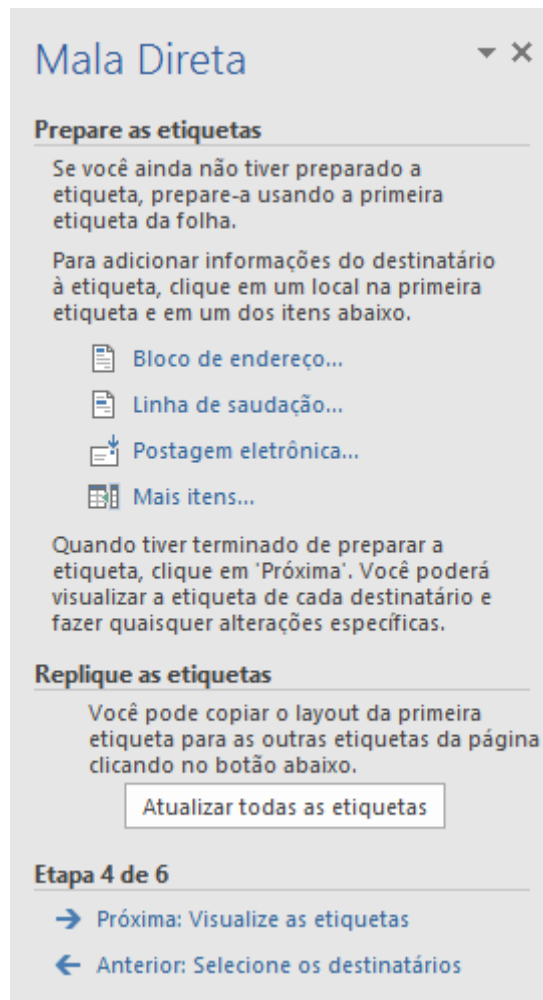 Mala Direta
Prepare as etiquetas
Se você ainda não tiver preparado a
etiqueta, prepare-a usando a primeira
etiqueta da folha.
Para adicionar informações do destinatário
à etiqueta, clique em um local na primeira
etiqueta e em um dos itens abaixo.
Bloco de endereço...
Linha de saudação...
Postagem eletrônica...
Mais itens...
Quando tiver terminado de preparar a
etiqueta, clique em 'Próxima'. Você poderá
visualizar a etiqueta de cada destinatário e
fazer quaisquer alterações específicas.
Replique as etiquetas
Você pode copiar o layout da primeira
etiqueta para as outras etiquetas da página
clicando no botão abaixo.
Atualizar todas as etiquetas
Etapa 4 de 6
Próxima: Visualize as etiquetas
Anterior: Selecione os destinatários